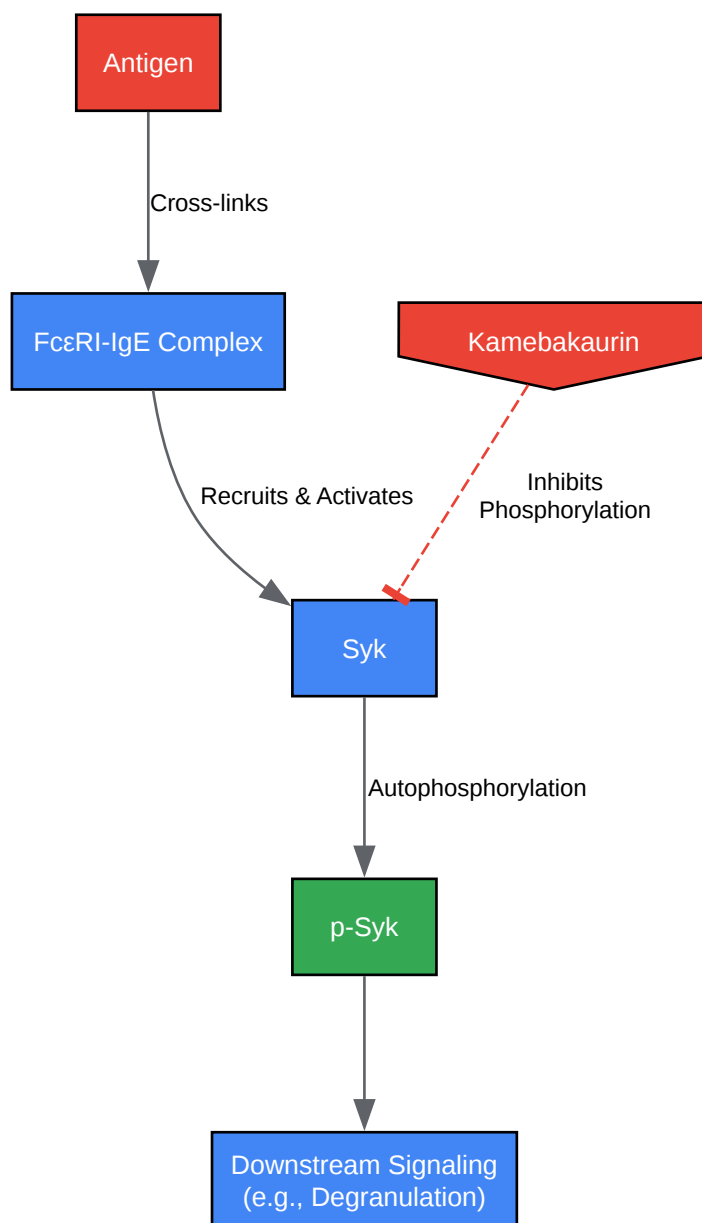 Antigen
Cross-links
FcεRI-IgE Complex
Kamebakaurin
Recruits & Activates
Inhibits
Phosphorylation
Syk
Autophosphorylation
p-Syk
Downstream Signaling
(e.g., Degranulation)